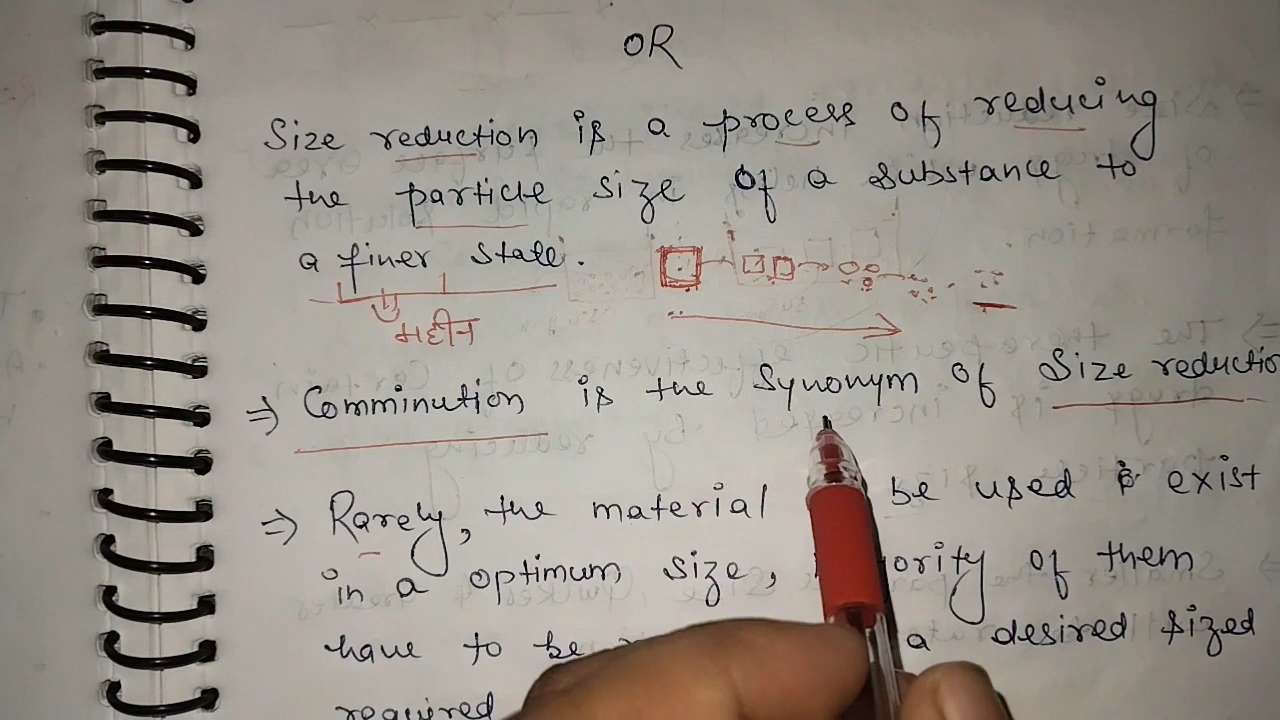 OR
Size reduction is a process of reducing
the particle size of a substance to
a finer state.
महीन
⇒ Comminution is the Synonym of Size reductio
⇒ Rarely, the material be used & exist
in a optimum size, of them
have to be a desired sized
required